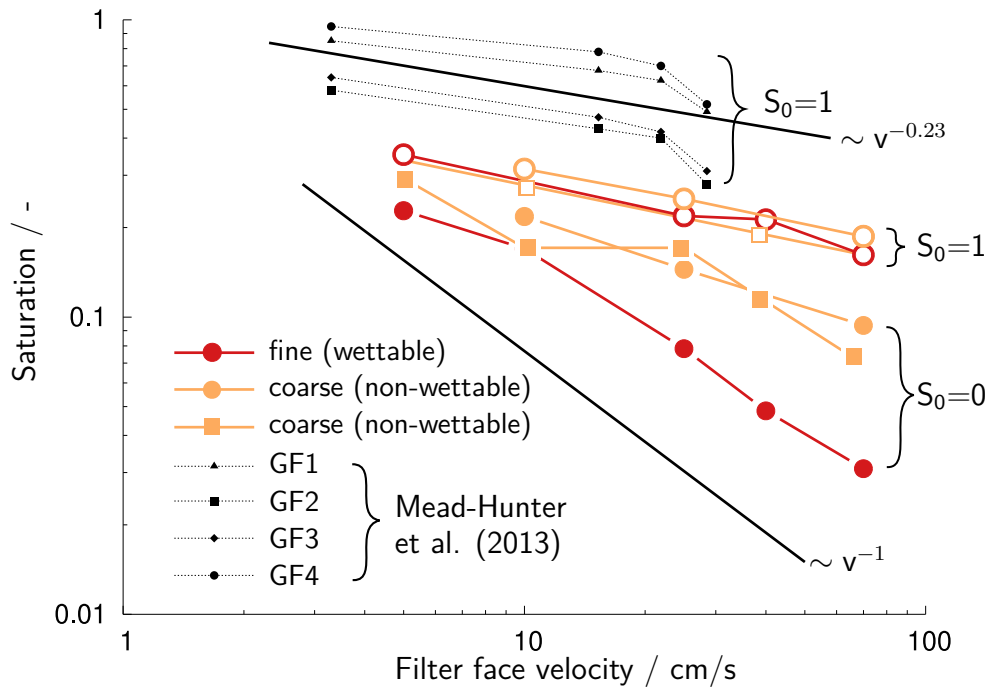 1
S₀=1
~ v^-0.23
Saturation / -
S₀=1
0.1
fine (wettable)
coarse (non-wettable)
S₀=0
coarse (non-wettable)
GF1
GF2
Mead-Hunter
GF3
et al. (2013)
GF4
~ v^-1
0.01
1
10
100
Filter face velocity / cm/s